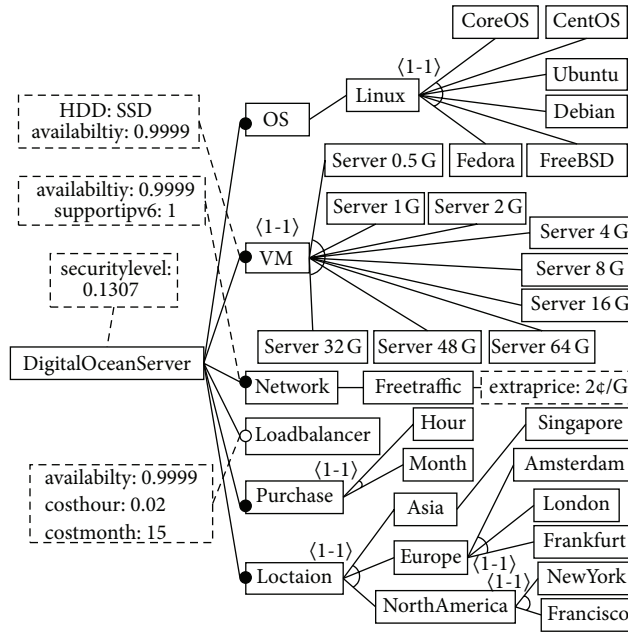 CoreOS
CentOS
⟨1-1⟩
Linux
Ubuntu
Debian
Fedora
FreeBSD
HDD: SSD
availabiltiy: 0.9999
OS
Server 0.5 G
Server 1 G
Server 2 G
Server 4 G
Server 8 G
Server 16 G
Server 32 G
Server 48 G
Server 64 G
availabiltiy: 0.9999
supportipv6: 1
⟨1-1⟩
VM
securitylevel:
0.1307
DigitalOceanServer
Network
Freetraffic
extraprice: 2¢/G
Loadbalancer
Hour
Month
⟨1-1⟩
Purchase
availabilty: 0.9999
costhour: 0.02
costmonth: 15
Singapore
Amsterdam
Asia
London
⟨1-1⟩
Europe
Frankfurt
⟨1-1⟩
Loctaion
⟨1-1⟩
NewYork
NorthAmerica
Francisco